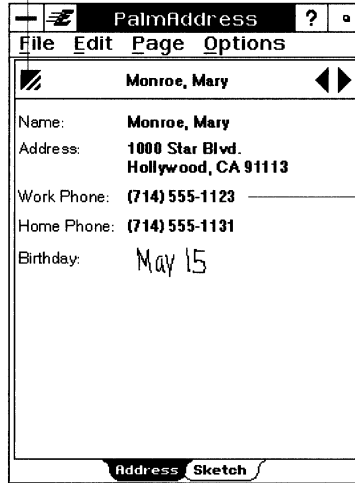 PalmAddress ?
File Edit Page Options
Monroe, Mary
Name: Monroe, Mary
Address: 1000 Star Blvd.
Hollywood, CA 91113
Work Phone: (714) 555-1123
Home Phone: (714) 555-1131
Birthday: May 15
Address Sketch